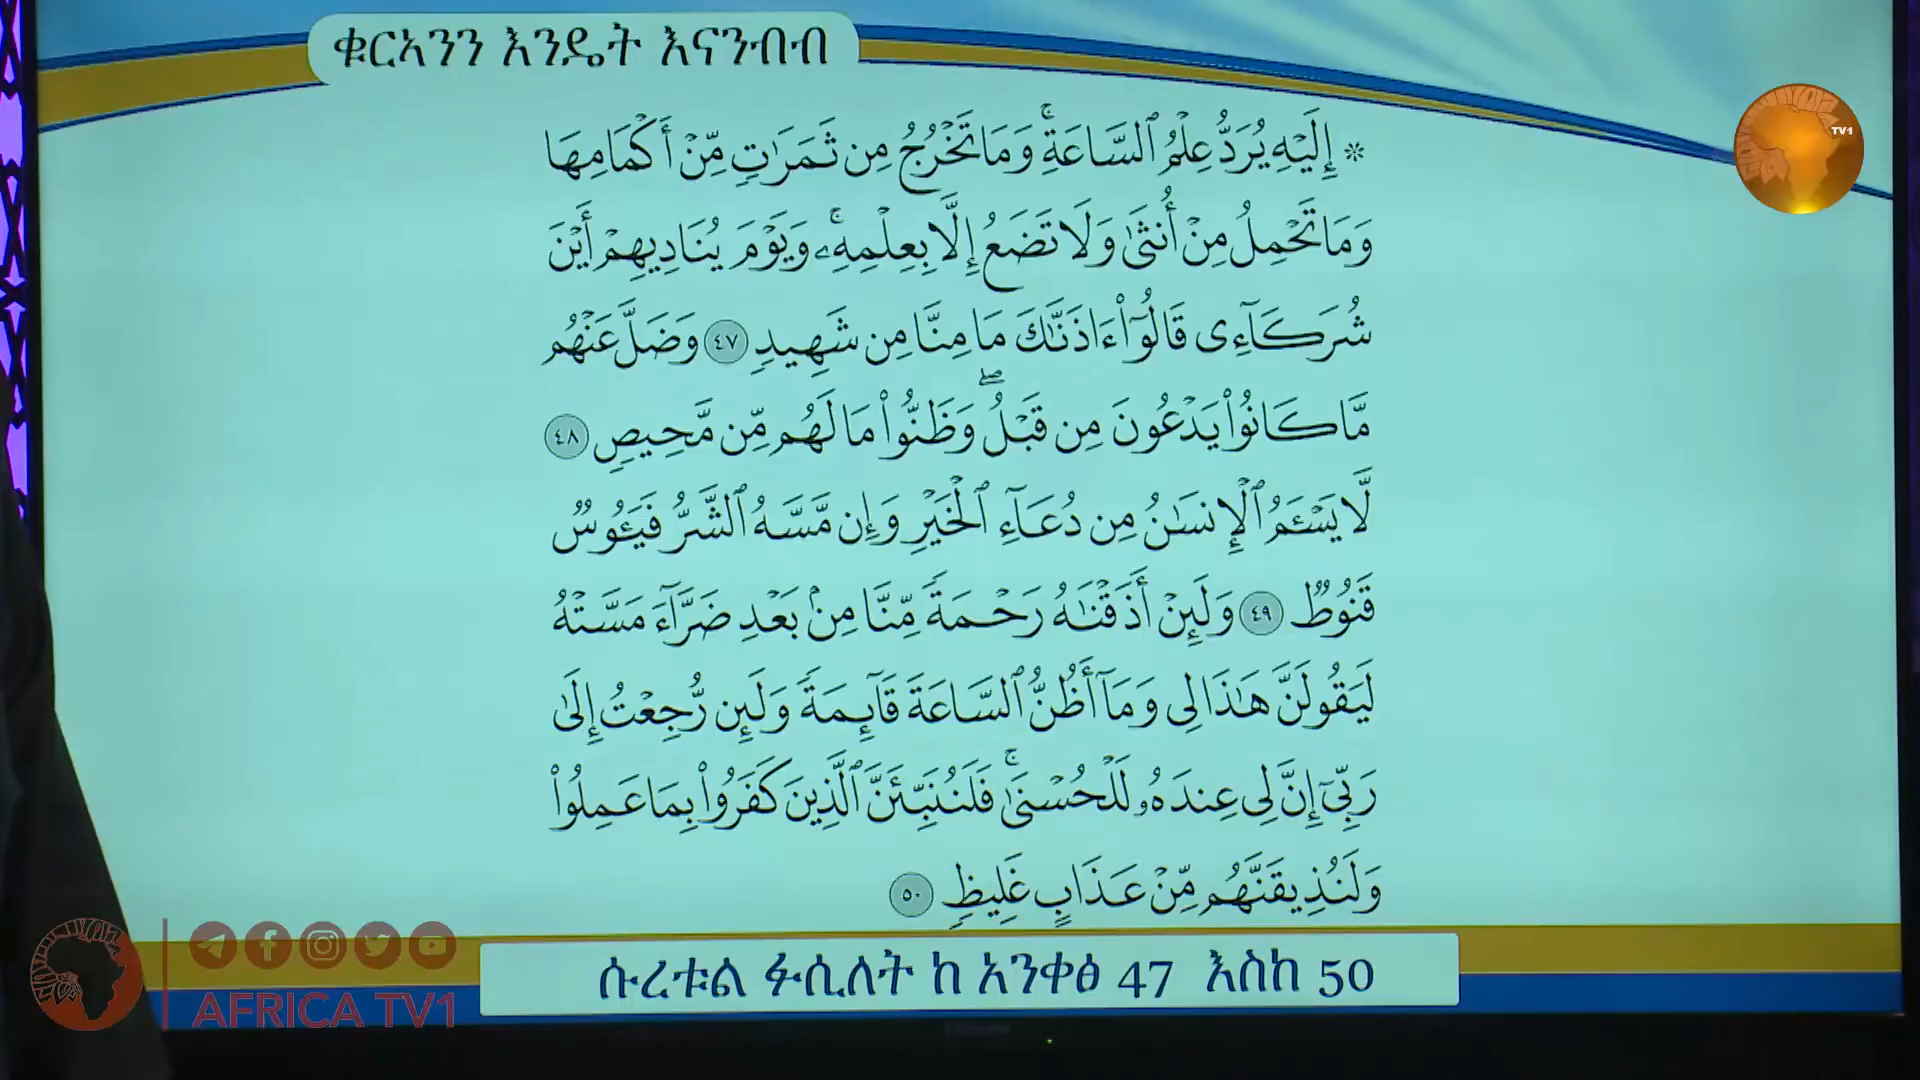 ቁርኣንን እንዴት እናንብብ
TV1
۞ إِلَيْهِ يُرَدُّ عِلْمُ ٱلسَّاعَةِۚ وَمَا تَخْرُجُ مِن ثَمَرَٰتٍ مِّنْ أَكْمَامِهَا
وَمَا تَحْمِلُ مِنْ أُنثَىٰ وَلَا تَضَعُ إِلَّا بِعِلْمِهِۦۚ وَيَوْمَ يُنَادِيهِمْ أَيْنَ
شُرَكَآءِى قَالُوٓا۟ ءَاذَنَّٰكَ مَا مِنَّا مِن شَهِيدٍ ٤٧ وَضَلَّ عَنْهُم
مَّا كَانُوا۟ يَدْعُونَ مِن قَبْلُۖ وَظَنُّوا۟ مَا لَهُم مِّن مَّحِيصٍ ٤٨
لَّا يَسْـَٔمُ ٱلْإِنسَٰنُ مِن دُعَآءِ ٱلْخَيْرِ وَإِن مَّسَّهُ ٱلشَّرُّ فَيَـُٔوسٌ
قَنُوطٌ ٤٩ وَلَئِنْ أَذَقْنَٰهُ رَحْمَةً مِّنَّا مِنۢ بَعْدِ ضَرَّآءَ مَسَّتْهُ
لَيَقُولَنَّ هَٰذَا لِى وَمَآ أَظُنُّ ٱلسَّاعَةَ قَآئِمَةً وَلَئِن رُّجِعْتُ إِلَىٰ
رَبِّىٓ إِنَّ لِى عِندَهُۥ لَلْحُسْنَىٰۚ فَلَنُنَبِّئَنَّ ٱلَّذِينَ كَفَرُوا۟ بِمَا عَمِلُوا۟
وَلَنُذِيقَنَّهُم مِّنْ عَذَابٍ غَلِيظٍ ٥٠
AFRICA TV1
ሱረቱል ፉሲለት ከ አንቀፅ 47 እስከ 50